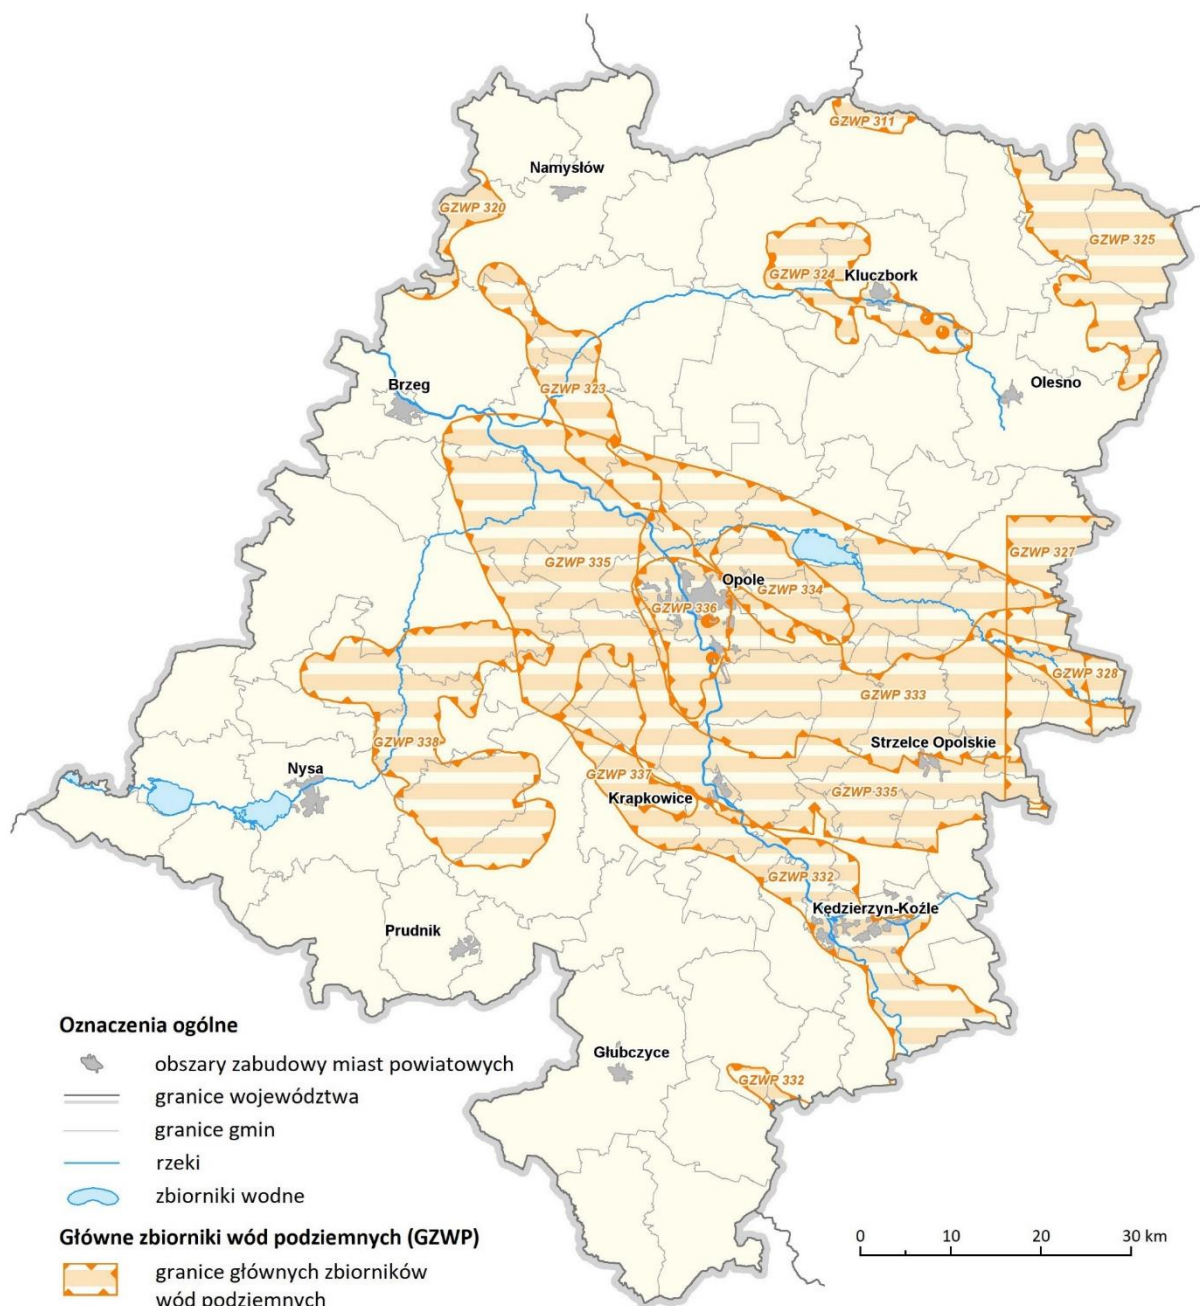 GZWP 311
Namysłów
GZWP 320
GZWP 325
GZWP 324
Kluczbork
Brzeg
GZWP 323
Olesno
GZWP 327
GZWP 335
Opole
GZWP 334
GZWP 336
GZWP 328
GZWP 333
GZWP 338
Strzelce Opolskie
Nysa
GZWP 337
Krapkowice
GZWP 335
GZWP 332
Kędzierzyn-Koźle
Prudnik
Oznaczenia ogólne
obszary zabudowy miast powiatowych
granice województwa
granice gmin
rzeki
zbiorniki wodne
Głubczyce
GZWP 332
Główne zbiorniki wód podziemnych (GZWP)
granice głównych zbiorników
wód podziemnych
0 10 20 30 km